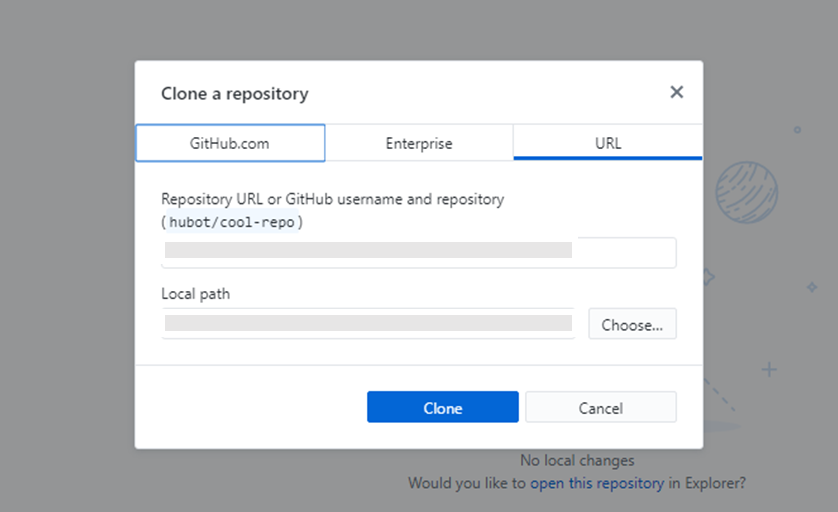 Clone a repository
GitHub.com
Enterprise
URL
Repository URL or GitHub username and repository
(hubot/cool-repo)
Local path
Choose...
Clone
Cancel
No local changes
Would you like to open this repository in Explorer?